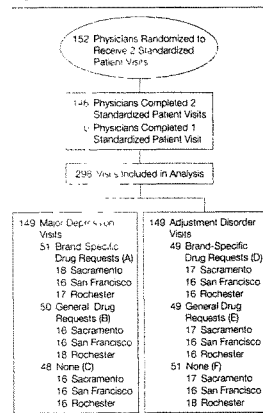 152 Physicians Randomized to
Receive 2 Standardized
Patient Visits
146 Physicians Completed 2
Standardized Patient Visits
6 Physicians Completed 1
Standardized Patient Visit
298 Visits Included in Analysis
149 Major Depression
Visits
51 Brand Specific
Drug Requests (A)
18 Sacramento
16 San Francisco
17 Rochester
50 General Drug
Requests (B)
16 Sacramento
16 San Francisco
18 Rochester
48 None (C)
16 Sacramento
16 San Francisco
16 Rochester
149 Adjustment Disorder
Visits
49 Brand-Specific
Drug Requests (D)
17 Sacramento
16 San Francisco
16 Rochester
49 General Drug
Requests (E)
17 Sacramento
16 San Francisco
16 Rochester
51 None (F)
17 Sacramento
16 San Francisco
18 Rochester